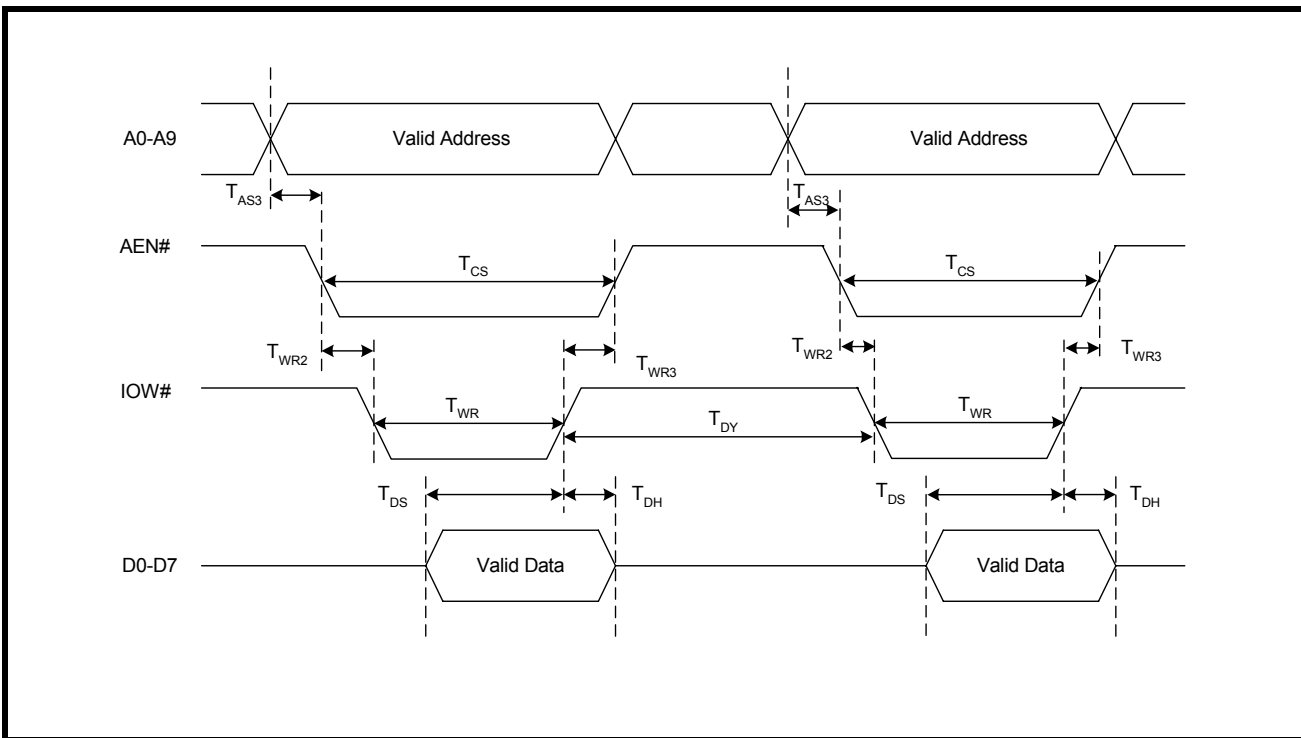 A0-A9
Valid Address
Valid Address
TAS3
TAS3
AEN#
TCS
TCS
TWR2
TWR3
TWR2
TWR3
IOW#
TWR
TDY
TWR
TDS
TDH
TDS
TDH
D0-D7
Valid Data
Valid Data